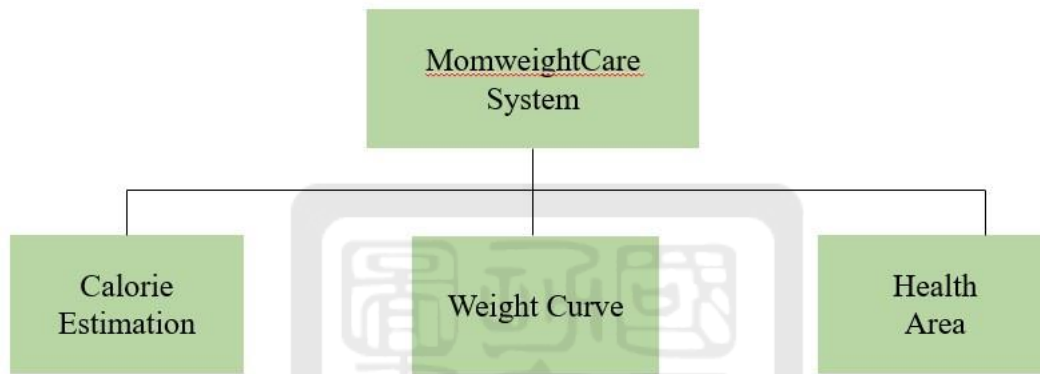 MomweightCare
System
Calorie
Estimation
Weight Curve
Health
Area